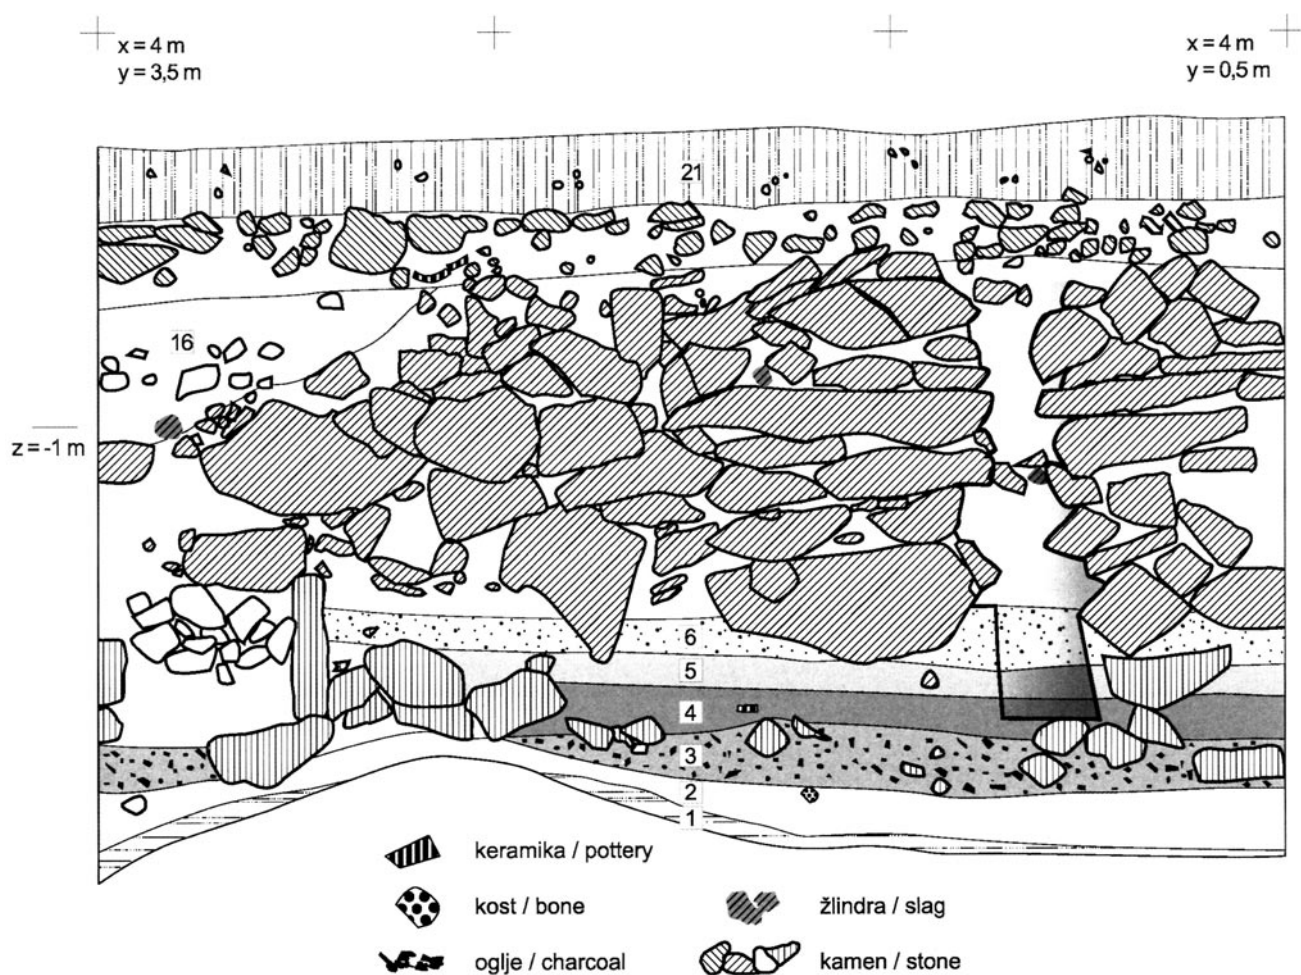 x = 4 m
y = 3,5 m
x = 4 m
y = 0,5 m
21
16
z = -1 m
6
5
4
3
2
1
keramika / pottery
kost / bone
žlindra / slag
oglje / charcoal
kamen / stone